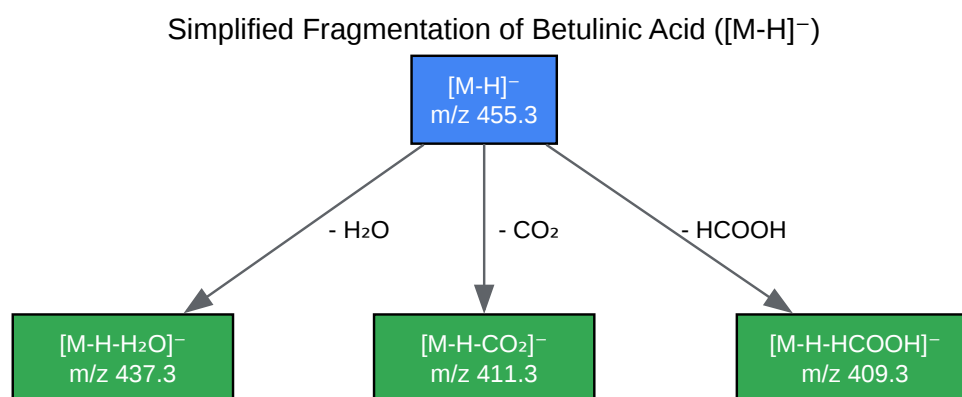 Simplified Fragmentation of Betulinic Acid ([M-H]⁻)
[M-H]⁻
m/z 455.3
- H₂O
- CO₂
- HCOOH
[M-H-H₂O]⁻
m/z 437.3
[M-H-CO₂]⁻
m/z 411.3
[M-H-HCOOH]⁻
m/z 409.3